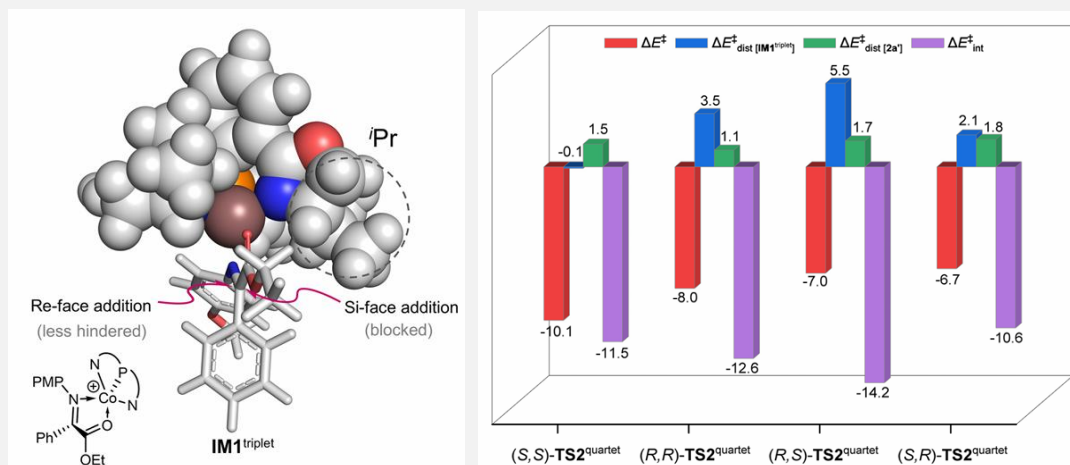 iPr
Re-face addition
(less hindered)
Si-face addition
(blocked)
N
P
N
⊕
Co
PMP
N
O
Ph
OEt
IM1triplet
ΔE‡
ΔE‡dist [IM1triplet]
ΔE‡dist [2a']
ΔE‡int
-10.1
-0.1
1.5
-11.5
-8.0
3.5
1.1
-12.6
-7.0
5.5
1.7
-14.2
-6.7
2.1
1.8
-10.6
(S,S)-TS2quartet
(R,R)-TS2quartet
(R,S)-TS2quartet
(S,R)-TS2quartet